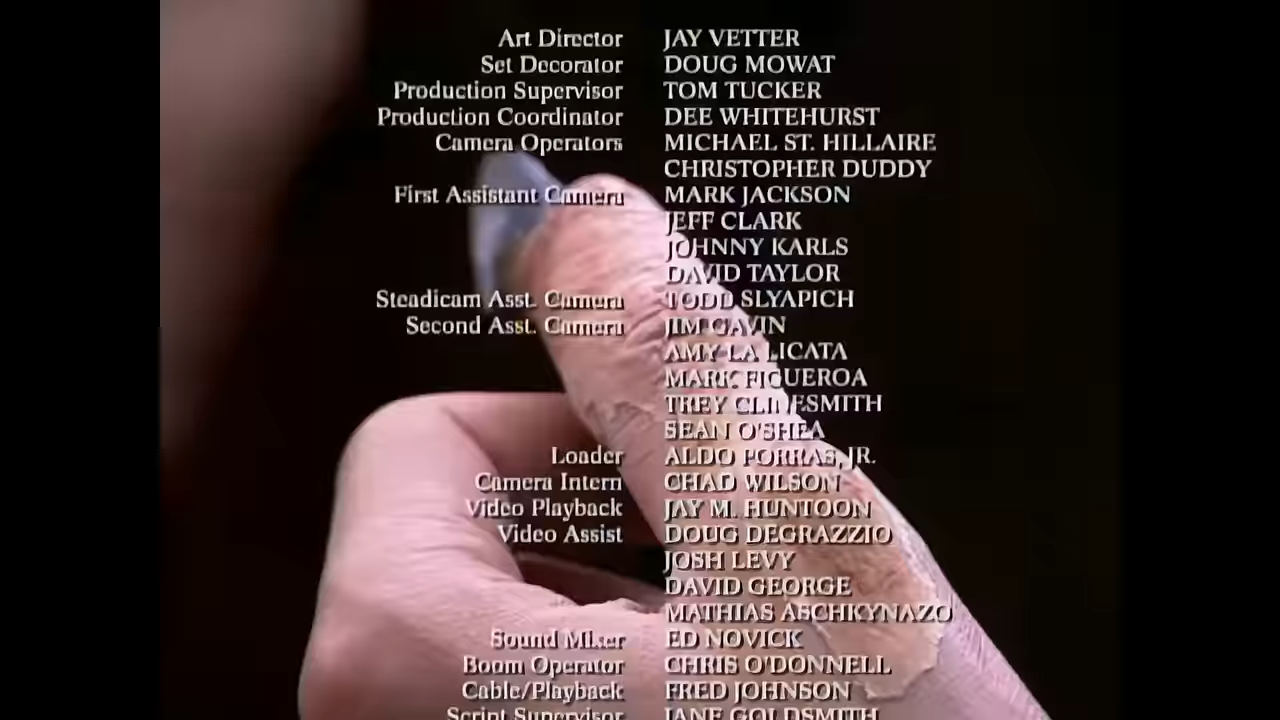 Art Director JAY VETTER
Set Decorator DOUG MOWAT
Production Supervisor TOM TUCKER
Production Coordinator DEE WHITEHURST
Camera Operators MICHAEL ST. HILLAIRE
CHRISTOPHER DUDDY
First Assistant Camera MARK JACKSON
JEFF CLARK
JOHNNY KARLS
DAVID TAYLOR
Steadicam Asst. Camera TODD SLYAPICH
Second Asst. Camera JIM GAVIN
AMY LA LICATA
MARK FIGUEROA
TREY CLINESMITH
SEAN O'SHEA
Loader ALDO PORRAS, JR.
Camera Intern CHAD WILSON
Video Playback JAY M. HUNTOON
Video Assist DOUG DEGRAZZIO
JOSH LEVY
DAVID GEORGE
MATHIAS ASCHKYNAZO
Sound Mixer ED NOVICK
Boom Operator CHRIS O'DONNELL
Cable/Playback FRED JOHNSON
Script Supervisor JANE GOLDSMITH